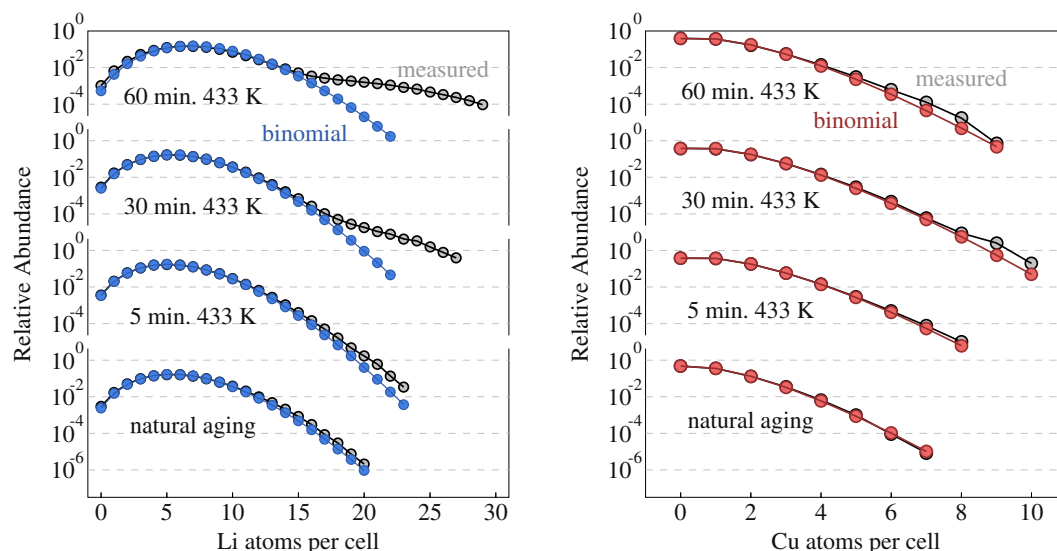 Relative Abundance
Relative Abundance
10^0
10^-2
10^-4
10^0
10^-2
10^-4
10^0
10^-2
10^-4
10^0
10^-2
10^-4
10^-6
measured
60 min. 433 K
binomial
30 min. 433 K
5 min. 433 K
natural aging
0 5 10 15 20 25 30
Li atoms per cell
Relative Abundance
Relative Abundance
10^0
10^-2
10^-4
10^0
10^-2
10^-4
10^0
10^-2
10^-4
10^0
10^-2
10^-4
10^-6
measured
60 min. 433 K
binomial
30 min. 433 K
5 min. 433 K
natural aging
0 2 4 6 8 10
Cu atoms per cell